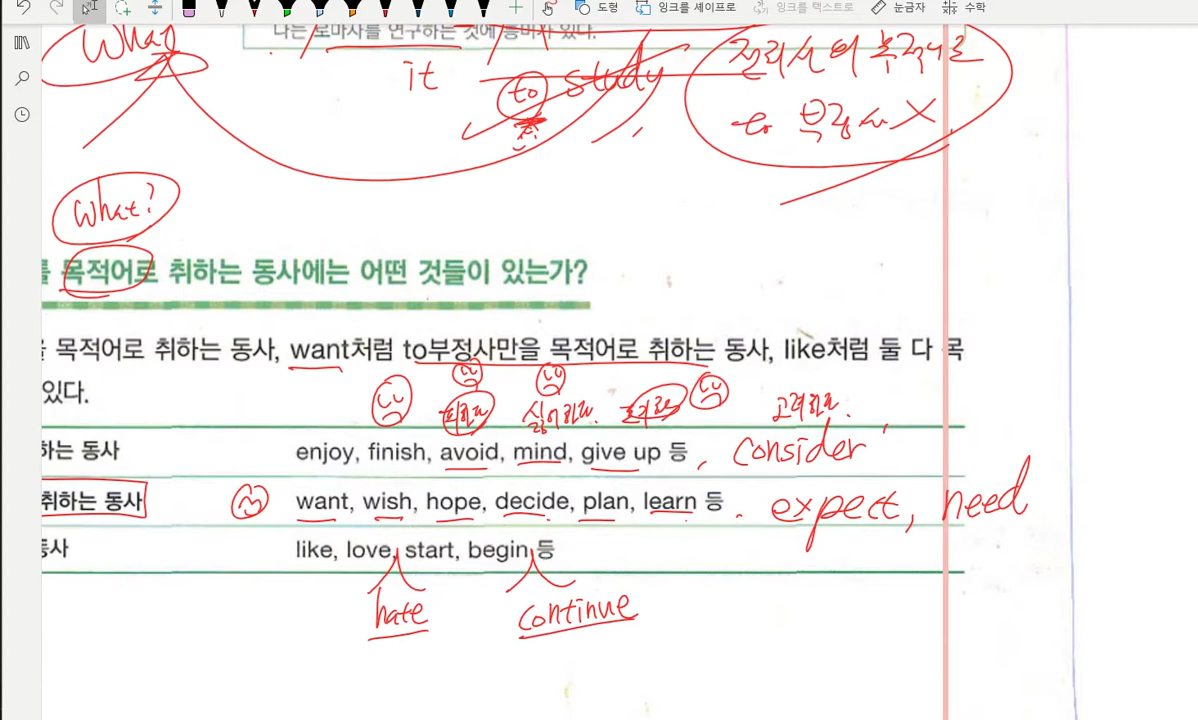 도형 잉크를 셰이프로 잉크를 텍스트로 눈금자 수학
나는 로마사를 연구하는 것에 흥미가 있다.
What
it
to study
전치사의 목적어로
to 부정사 X
What?
를 목적어로 취하는 동사에는 어떤 것들이 있는가?
목적어로 취하는 동사, want처럼 to부정사만을 목적어로 취하는 동사, like처럼 둘 다 목
있다.
피한다 싫어한다 고려한다.
하는 동사 enjoy, finish, avoid, mind, give up 등, consider
취하는 동사 want, wish, hope, decide, plan, learn 등. expect, need
동사 like, love, start, begin 등
hate continue